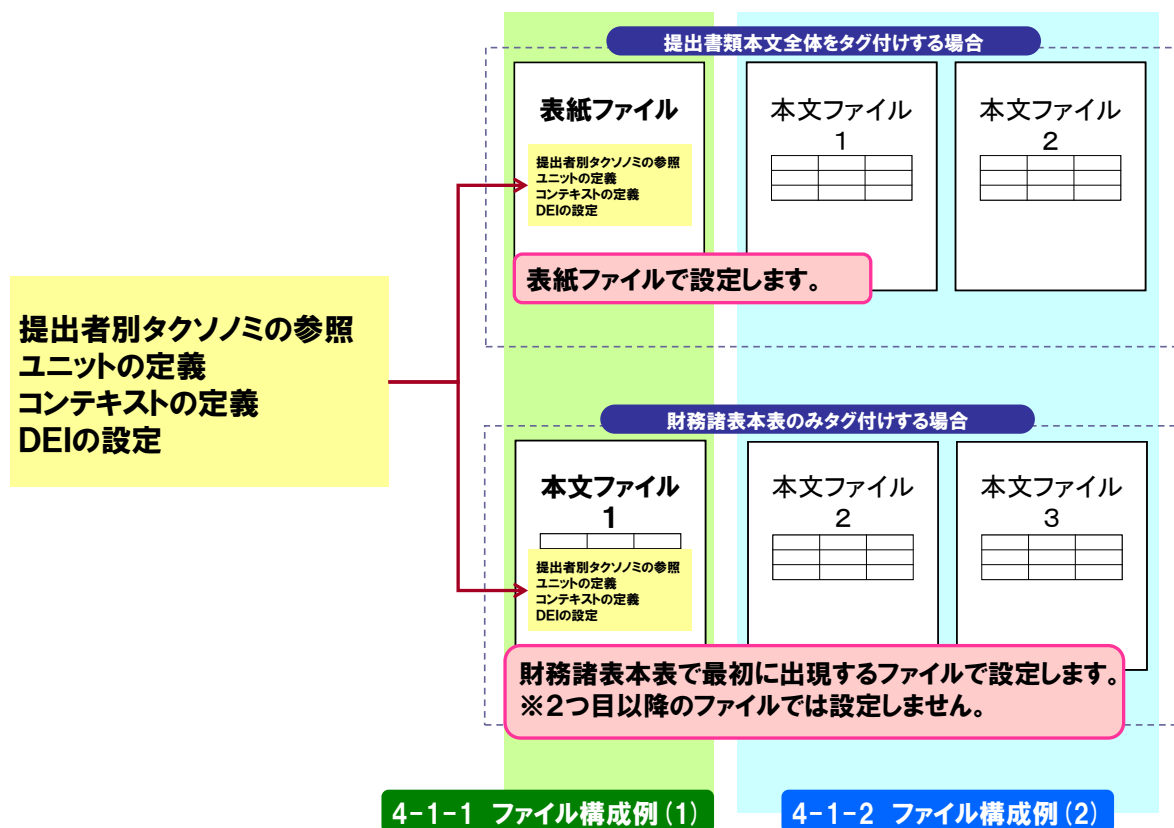 提出書類本文全体をタグ付けする場合
表紙ファイル
提出者別タクソノミの参照
ユニットの定義
コンテキストの定義
DEIの設定
本文ファイル
1
本文ファイル
2
表紙ファイルで設定します。
提出者別タクソノミの参照
ユニットの定義
コンテキストの定義
DEIの設定
財務諸表本表のみタグ付けする場合
本文ファイル
1
提出者別タクソノミの参照
ユニットの定義
コンテキストの定義
DEIの設定
本文ファイル
2
本文ファイル
3
財務諸表本表で最初に出現するファイルで設定します。
※２つ目以降のファイルでは設定しません。
4-1-1 ファイル構成例(1)
4-1-2 ファイル構成例(2)